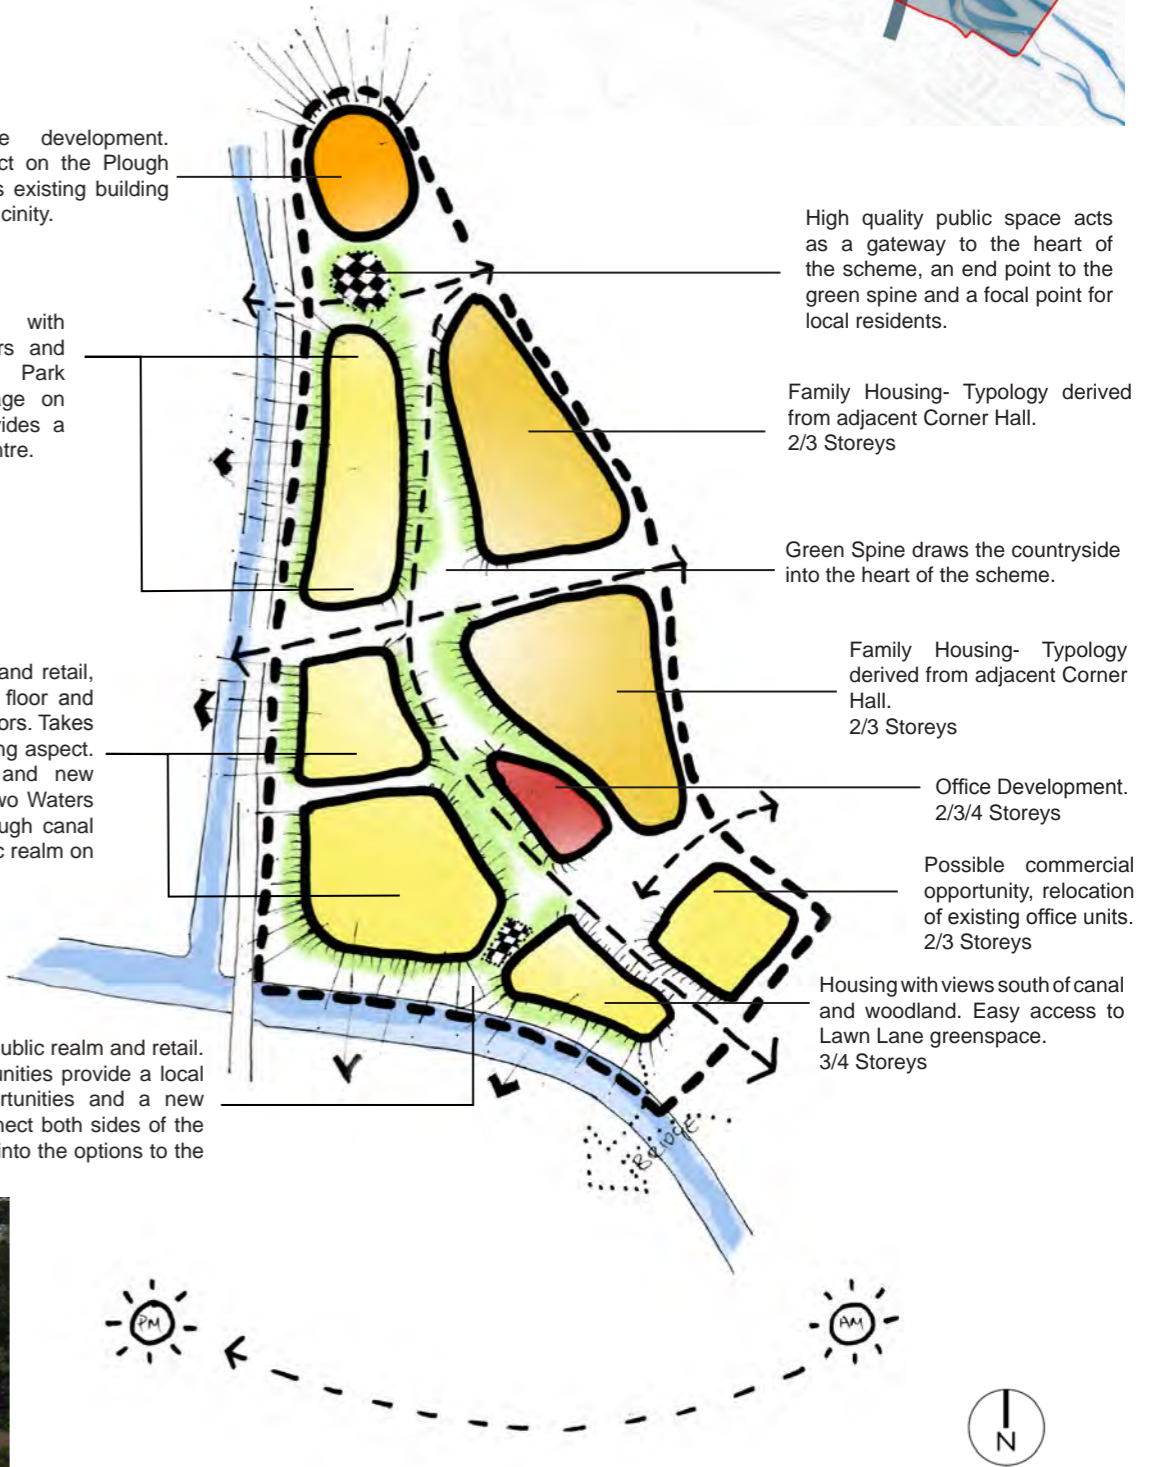 e development.
ct on the Plough
s existing building
cinity.
with
rs and
Park
age on
vides a
ntre.
and retail,
floor and
ors. Takes
ng aspect.
and new
wo Waters
ugh canal
c realm on
ublic realm and retail.
unities provide a local
ortunities and a new
nect both sides of the
into the options to the
High quality public space acts
as a gateway to the heart of
the scheme, an end point to the
green spine and a focal point for
local residents.
Family Housing- Typology derived
from adjacent Corner Hall.
2/3 Storeys
Green Spine draws the countryside
into the heart of the scheme.
Family Housing- Typology
derived from adjacent Corner
Hall.
2/3 Storeys
Office Development.
2/3/4 Storeys
Possible commercial
opportunity, relocation
of existing office units.
2/3 Storeys
Housing with views south of canal
and woodland. Easy access to
Lawn Lane greenspace.
3/4 Storeys
BRIDGE
PM
AM
N